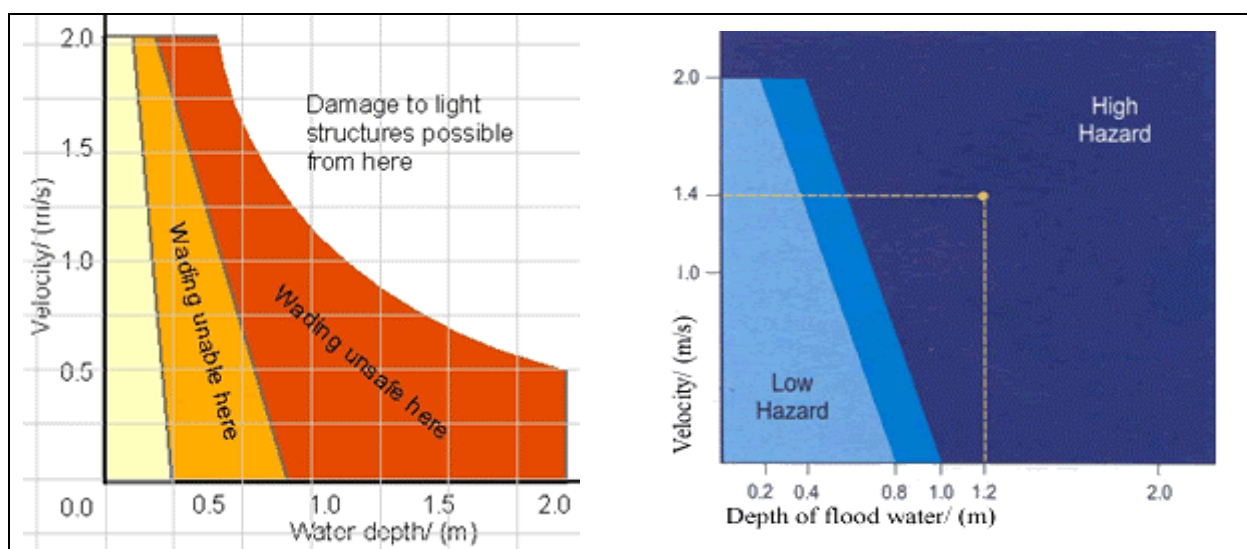 2.0
1.5
1.0
0.5
0.0
Velocity/ (m/s)
Damage to light
structures possible
from here
Wading unable here
Wading unsafe here
0.5
1.0
1.5
2.0
Water depth/ (m)
2.0
1.4
1.0
Velocity/ (m/s)
High
Hazard
Low
Hazard
0.2 0.4 0.8 1.0 1.2 2.0
Depth of flood water/ (m)